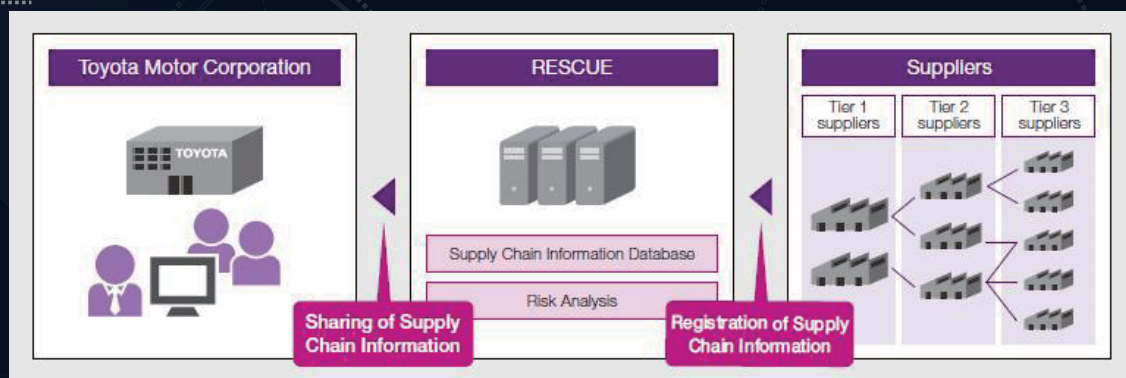 Toyota Motor Corporation
TOYOTA
Sharing of Supply
Chain Information
RESCUE
Supply Chain Information Database
Risk Analysis
Registration of Supply
Chain Information
Suppliers
Tier 1
suppliers
Tier 2
suppliers
Tier 3
suppliers